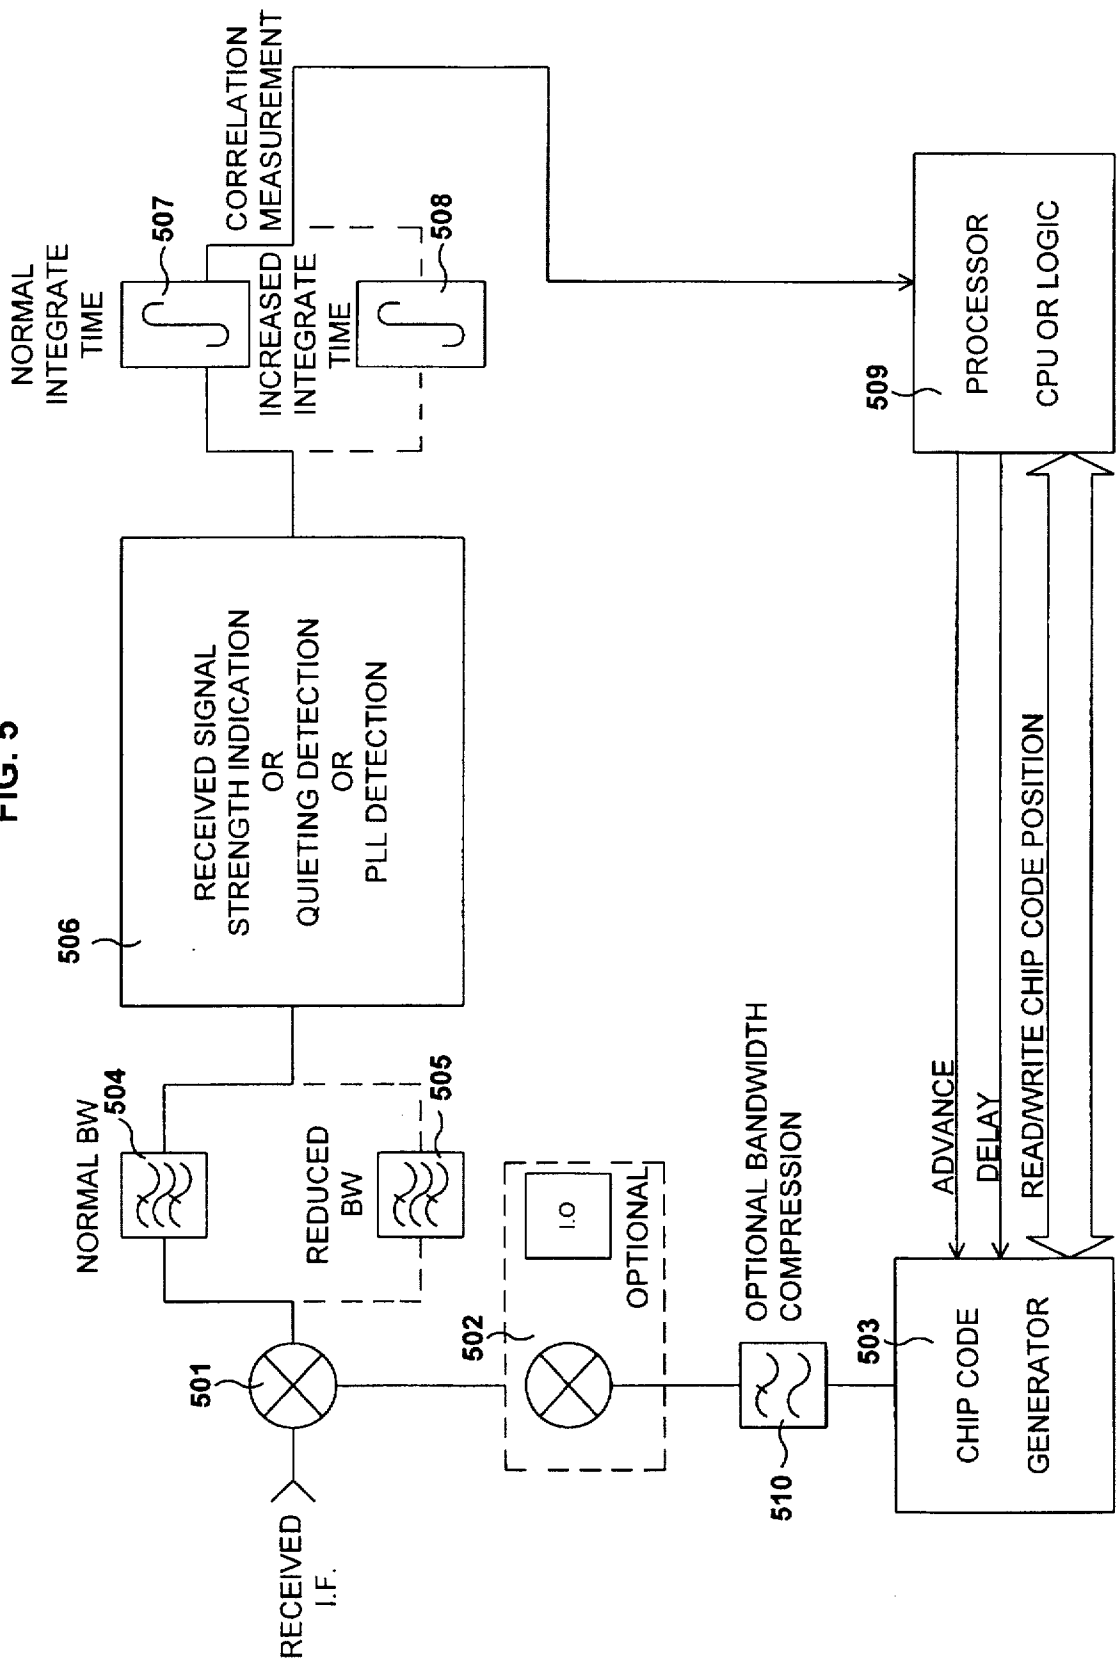 FIG. 5
NORMAL BW
504
REDUCED
BW
505
501
RECEIVED
I.F.
502
I.O
OPTIONAL
510
OPTIONAL BANDWIDTH
COMPRESSION
503
CHIP CODE
GENERATOR
506
RECEIVED SIGNAL
STRENGTH INDICATION
OR
QUIETING DETECTION
OR
PLL DETECTION
NORMAL
INTEGRATE
TIME
507
INCREASED
INTEGRATE
TIME
508
CORRELATION
MEASUREMENT
509
PROCESSOR
CPU OR LOGIC
ADVANCE
DELAY
READ/WRITE CHIP CODE POSITION